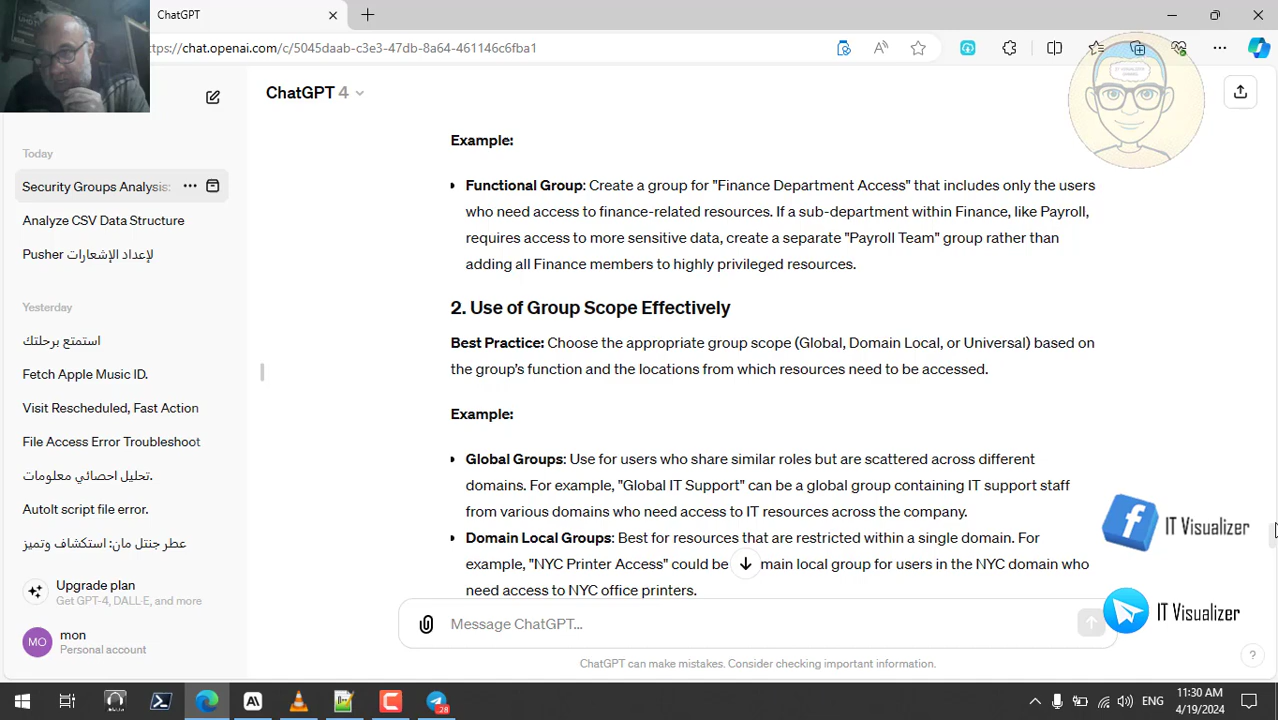 ChatGPT
ttps://chat.openai.com/c/5045daab-c3e3-47db-8a64-461146c6fba1
ChatGPT 4
Today
Security Groups Analysis:
Analyze CSV Data Structure
Pusher لإعداد الإشعارات
Yesterday
استمتع برحلتك
Fetch Apple Music ID.
Visit Rescheduled, Fast Action
File Access Error Troubleshoot
تحليل احصائي معلومات.
AutoIt script file error.
عطر جنتل مان: استكشاف وتميز
Upgrade plan
Get GPT-4, DALL·E, and more
MO
mon
Personal account
Example:
Functional Group: Create a group for "Finance Department Access" that includes only the users
who need access to finance-related resources. If a sub-department within Finance, like Payroll,
requires access to more sensitive data, create a separate "Payroll Team" group rather than
adding all Finance members to highly privileged resources.
2. Use of Group Scope Effectively
Best Practice: Choose the appropriate group scope (Global, Domain Local, or Universal) based on
the group's function and the locations from which resources need to be accessed.
Example:
Global Groups: Use for users who share similar roles but are scattered across different
domains. For example, "Global IT Support" can be a global group containing IT support staff
from various domains who need access to IT resources across the company.
Domain Local Groups: Best for resources that are restricted within a single domain. For
example, "NYC Printer Access" could be main local group for users in the NYC domain who
need access to NYC office printers.
Message ChatGPT...
ChatGPT can make mistakes. Consider checking important information.
IT Visualizer
IT Visualizer
?
28
ENG
11:30 AM
4/19/2024